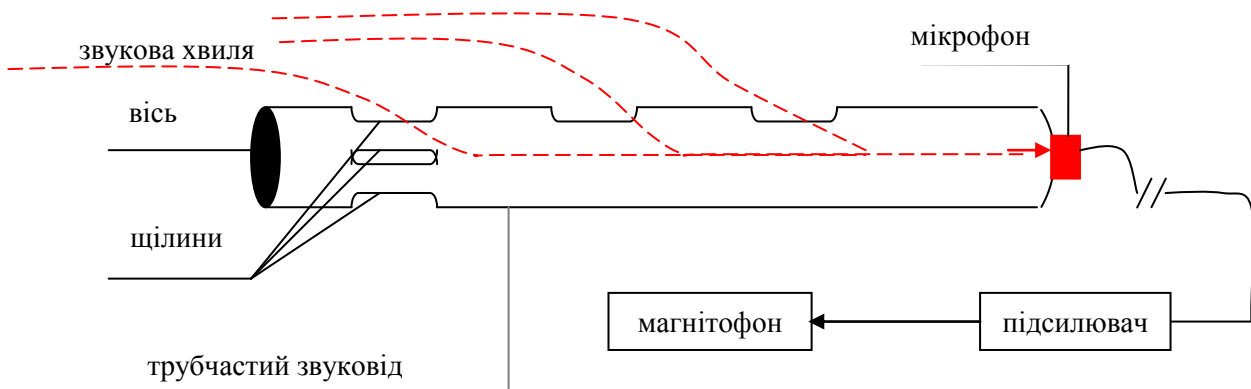 звукова хвиля
мікрофон
вісь
щілини
магнітофон
підсилювач
трубчастий звуковід